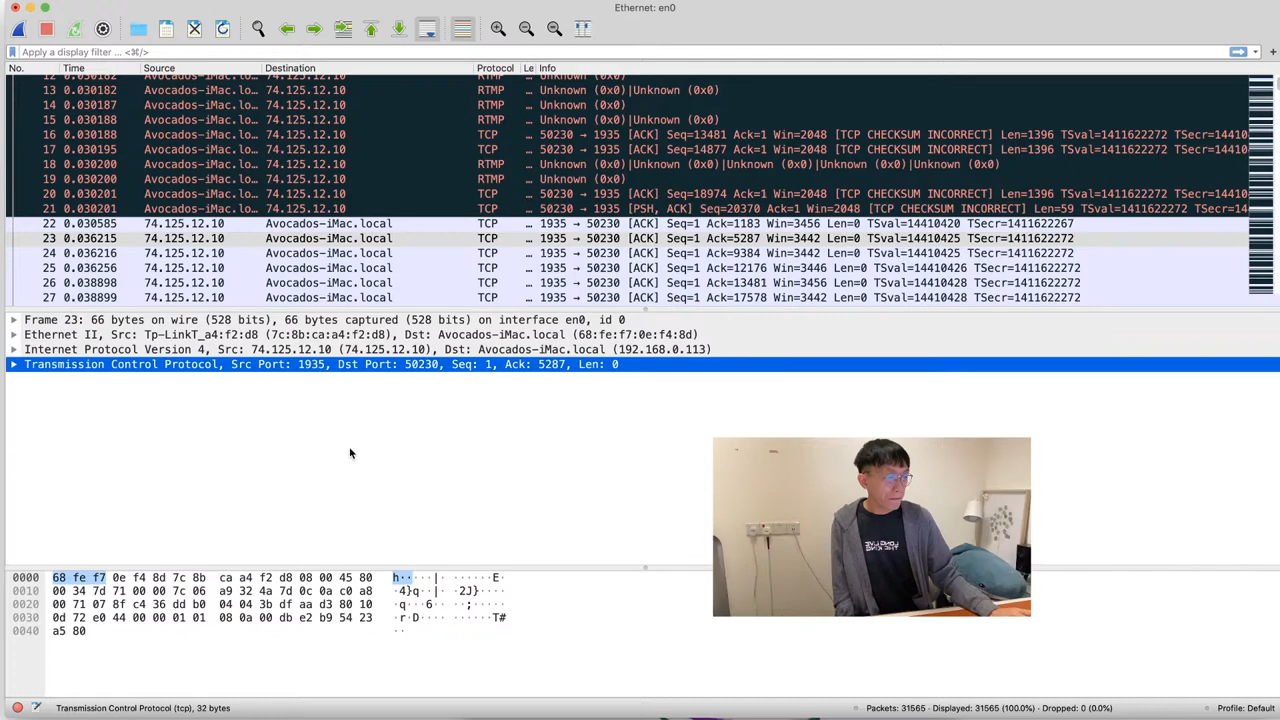 Ethernet: en0
Apply a display filter ... <⌘/>
No. Time Source Destination Protocol Le Info
12 0.030182 Avocados-iMac.lo… 74.125.12.10 RTMP … Unknown (0x0)
13 0.030182 Avocados-iMac.lo… 74.125.12.10 RTMP … Unknown (0x0)|Unknown (0x0)
14 0.030187 Avocados-iMac.lo… 74.125.12.10 RTMP … Unknown (0x0)
15 0.030188 Avocados-iMac.lo… 74.125.12.10 RTMP … Unknown (0x0)|Unknown (0x0)
16 0.030188 Avocados-iMac.lo… 74.125.12.10 TCP … 50230 → 1935 [ACK] Seq=13481 Ack=1 Win=2048 [TCP CHECKSUM INCORRECT] Len=1396 TSval=1411622272 TSecr=14410
17 0.030195 Avocados-iMac.lo… 74.125.12.10 TCP … 50230 → 1935 [ACK] Seq=14877 Ack=1 Win=2048 [TCP CHECKSUM INCORRECT] Len=1396 TSval=1411622272 TSecr=14410
18 0.030200 Avocados-iMac.lo… 74.125.12.10 RTMP … Unknown (0x0)|Unknown (0x0)|Unknown (0x0)|Unknown (0x0)
19 0.030200 Avocados-iMac.lo… 74.125.12.10 RTMP … Unknown (0x0)
20 0.030201 Avocados-iMac.lo… 74.125.12.10 TCP … 50230 → 1935 [ACK] Seq=18974 Ack=1 Win=2048 [TCP CHECKSUM INCORRECT] Len=1396 TSval=1411622272 TSecr=14410
21 0.030201 Avocados-iMac.lo… 74.125.12.10 TCP … 50230 → 1935 [PSH, ACK] Seq=20370 Ack=1 Win=2048 [TCP CHECKSUM INCORRECT] Len=59 TSval=1411622272 TSecr=14
22 0.030585 74.125.12.10 Avocados-iMac.local TCP … 1935 → 50230 [ACK] Seq=1 Ack=1183 Win=3456 Len=0 TSval=14410420 TSecr=1411622267
23 0.036215 74.125.12.10 Avocados-iMac.local TCP … 1935 → 50230 [ACK] Seq=1 Ack=5287 Win=3442 Len=0 TSval=14410425 TSecr=1411622272
24 0.036216 74.125.12.10 Avocados-iMac.local TCP … 1935 → 50230 [ACK] Seq=1 Ack=9384 Win=3442 Len=0 TSval=14410425 TSecr=1411622272
25 0.036256 74.125.12.10 Avocados-iMac.local TCP … 1935 → 50230 [ACK] Seq=1 Ack=12176 Win=3446 Len=0 TSval=14410426 TSecr=1411622272
26 0.038898 74.125.12.10 Avocados-iMac.local TCP … 1935 → 50230 [ACK] Seq=1 Ack=13481 Win=3456 Len=0 TSval=14410428 TSecr=1411622272
27 0.038899 74.125.12.10 Avocados-iMac.local TCP … 1935 → 50230 [ACK] Seq=1 Ack=17578 Win=3442 Len=0 TSval=14410428 TSecr=1411622272
Frame 23: 66 bytes on wire (528 bits), 66 bytes captured (528 bits) on interface en0, id 0
Ethernet II, Src: Tp-LinkT_a4:f2:d8 (7c:8b:ca:a4:f2:d8), Dst: Avocados-iMac.local (68:fe:f7:0e:f4:8d)
Internet Protocol Version 4, Src: 74.125.12.10 (74.125.12.10), Dst: Avocados-iMac.local (192.168.0.113)
Transmission Control Protocol, Src Port: 1935, Dst Port: 50230, Seq: 1, Ack: 5287, Len: 0
0000 68 fe f7 0e f4 8d 7c 8b ca a4 f2 d8 08 00 45 80 h·····|· ······E·
0010 00 34 7d 71 00 00 7c 06 a9 32 4a 7d 0c 0a c0 a8 ·4}q··|· ·2J}····
0020 00 71 07 8f c4 36 dd b0 04 04 3b df aa d3 80 10 ·q···6·· ··;·····
0030 0d 72 e0 44 00 00 01 01 08 0a 00 db e2 b9 54 23 ·r·D···· ······T#
0040 a5 80 ··
Transmission Control Protocol (tcp), 32 bytes
Packets: 31565 · Displayed: 31565 (100.0%) · Dropped: 0 (0.0%)
Profile: Default